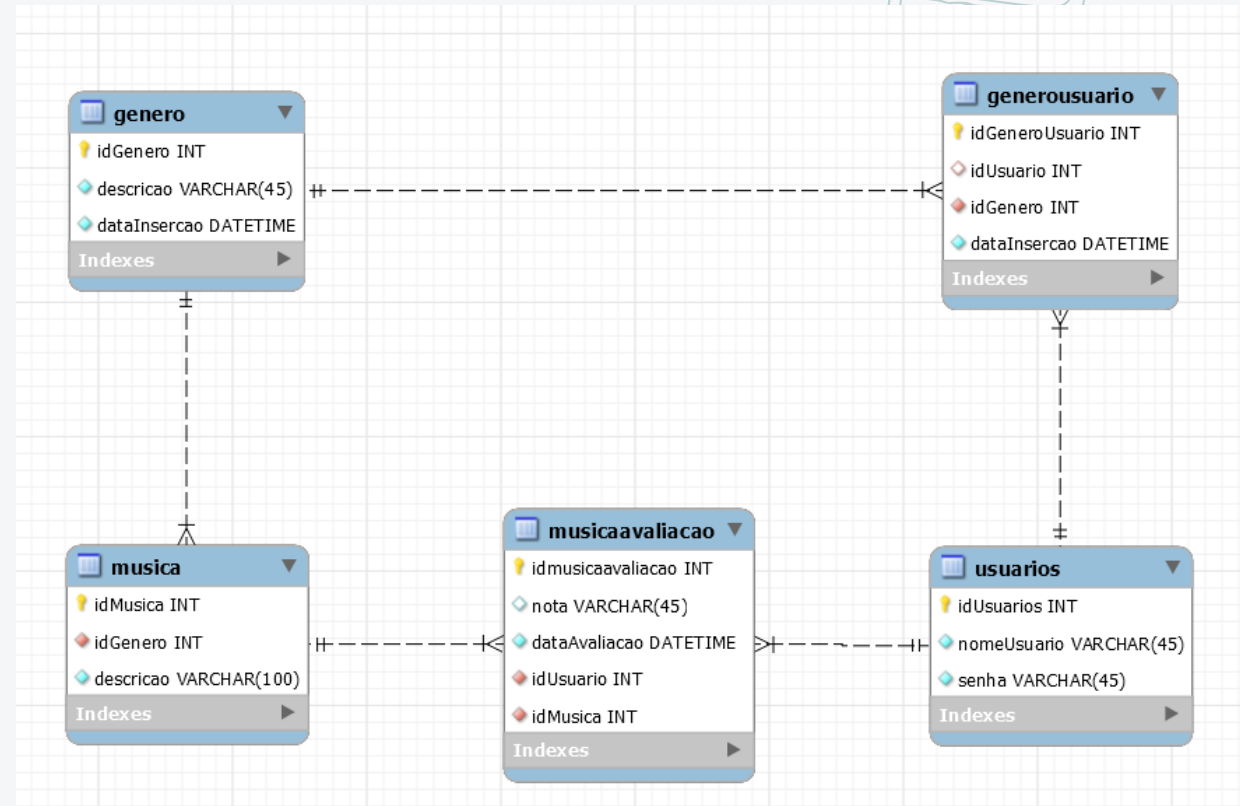 genero
idGenero INT
descricao VARCHAR(45)
dataInsercao DATETIME
Indexes
generousuario
idGeneroUsuario INT
idUsuario INT
idGenero INT
dataInsercao DATETIME
Indexes
musica
idMusica INT
idGenero INT
descricao VARCHAR(100)
Indexes
musicaavaliacao
idmusicaavaliacao INT
nota VARCHAR(45)
dataAvaliacao DATETIME
idUsuario INT
idMusica INT
Indexes
usuarios
idUsuarios INT
nomeUsuario VARCHAR(45)
senha VARCHAR(45)
Indexes